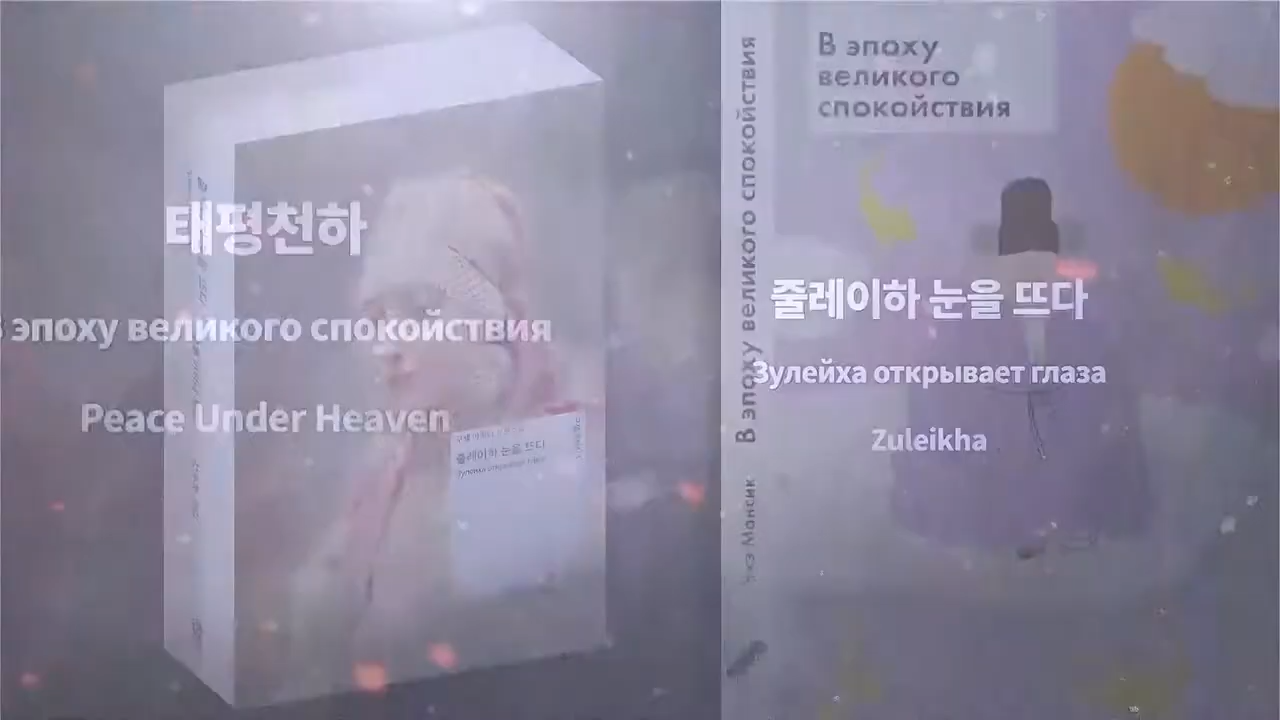 태평천하
эпоху великого спокойствия
Peace Under Heaven
줄레이하 눈을 뜨다
В эпоху
великого
спокойствия
В эпоху великого спокойствия
줄레이하 눈을 뜨다
Зулейха открывает глаза
Zuleikha